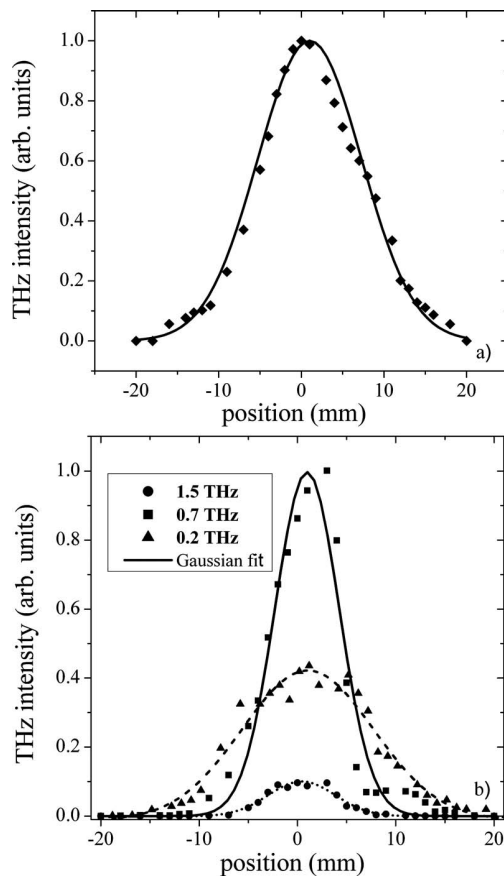 THz intensity (arb. units)
1.0
0.8
0.6
0.4
0.2
0.0
-20
-10
0
10
20
a)
position (mm)
THz intensity (arb. units)
1.0
0.8
0.6
0.4
0.2
0.0
1.5 THz
0.7 THz
0.2 THz
Gaussian fit
b)
-20
-10
0
10
20
position (mm)